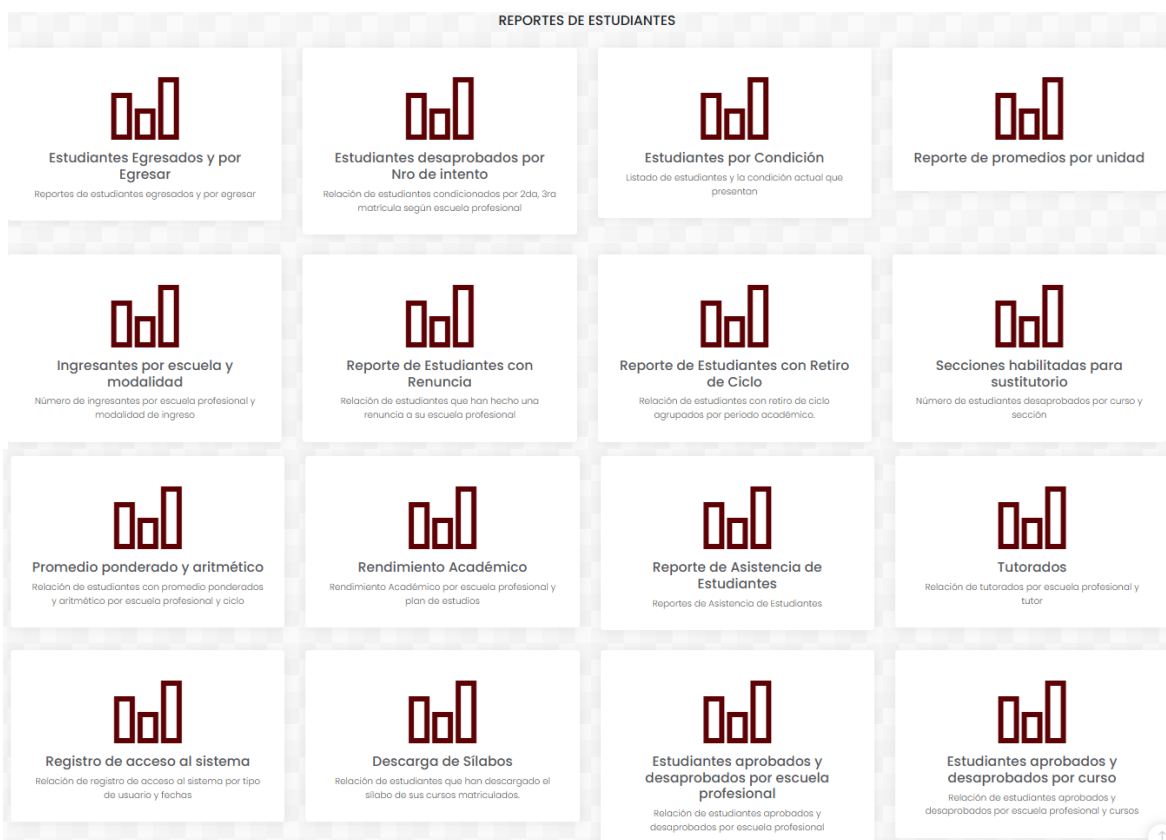 REPORTES DE ESTUDIANTES
Estudiantes Egresados y por
Egresar
Reportes de estudiantes egresados y por egresar
Estudiantes desaprobados por
Nro de intento
Relación de estudiantes condicionados por 2da, 3ra
matrícula según escuela profesional
Estudiantes por Condición
Listado de estudiantes y la condición actual que
presentan
Reporte de promedios por unidad
Ingresantes por escuela y
modalidad
Número de ingresantes por escuela profesional y
modalidad de ingreso
Reporte de Estudiantes con
Renuncia
Relación de estudiantes que han hecho una
renuncia a su escuela profesional
Reporte de Estudiantes con Retiro
de Ciclo
Relación de estudiantes con retiro de ciclo
agrupados por periodo académico.
Secciones habilitadas para
sustitutorio
Número de estudiantes desaprobados por curso y
sección
Promedio ponderado y aritmético
Relación de estudiantes con promedio ponderados
y aritmético por escuela profesional y ciclo
Rendimiento Académico
Rendimiento Académico por escuela profesional y
plan de estudios
Reporte de Asistencia de
Estudiantes
Reportes de Asistencia de Estudiantes
Tutorados
Relación de tutorados por escuela profesional y
tutor
Registro de acceso al sistema
Relación de registro de acceso al sistema por tipo
de usuario y fechas
Descarga de Sílabos
Relación de estudiantes que han descargado el
sílabo de sus cursos matriculados.
Estudiantes aprobados y
desaprobados por escuela
profesional
Relación de estudiantes aprobados y
desaprobados por escuela profesional
Estudiantes aprobados y
desaprobados por curso
Relación de estudiantes aprobados y
desaprobados por escuela profesional y cursos